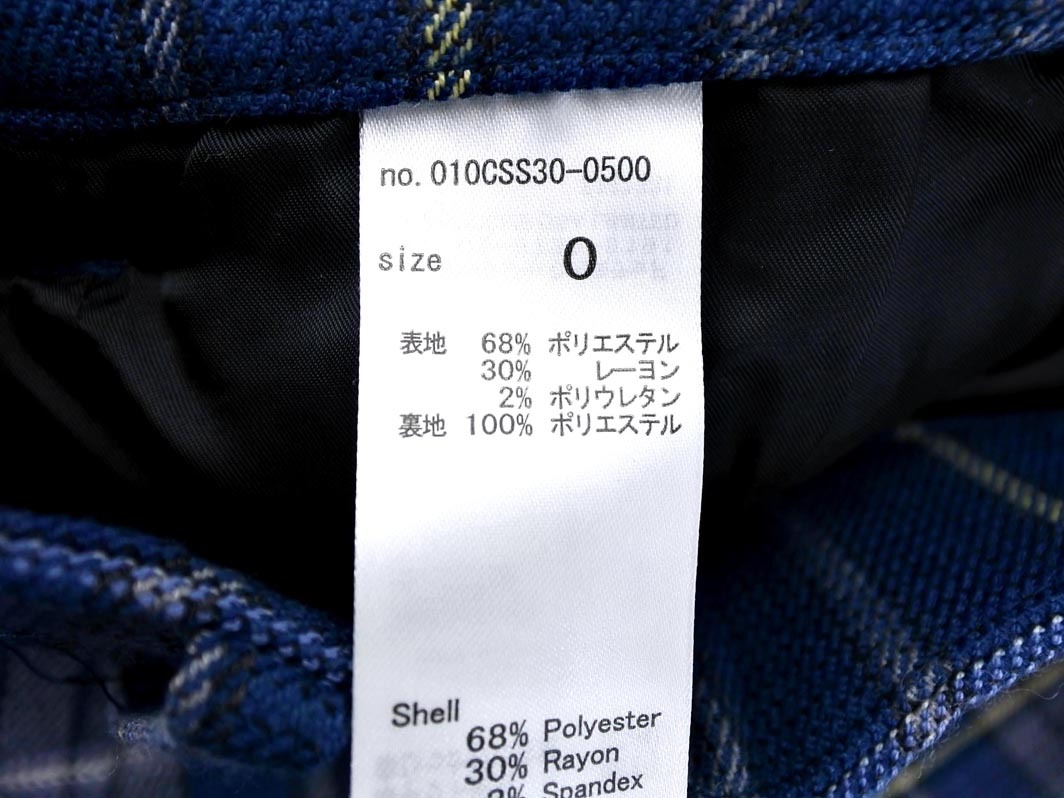 no. 010CSS30-0500
size 0
表地 68% ポリエステル
30% レーヨン
2% ポリウレタン
裏地 100% ポリエステル
Shell
68% Polyester
30% Rayon
2% Spandex